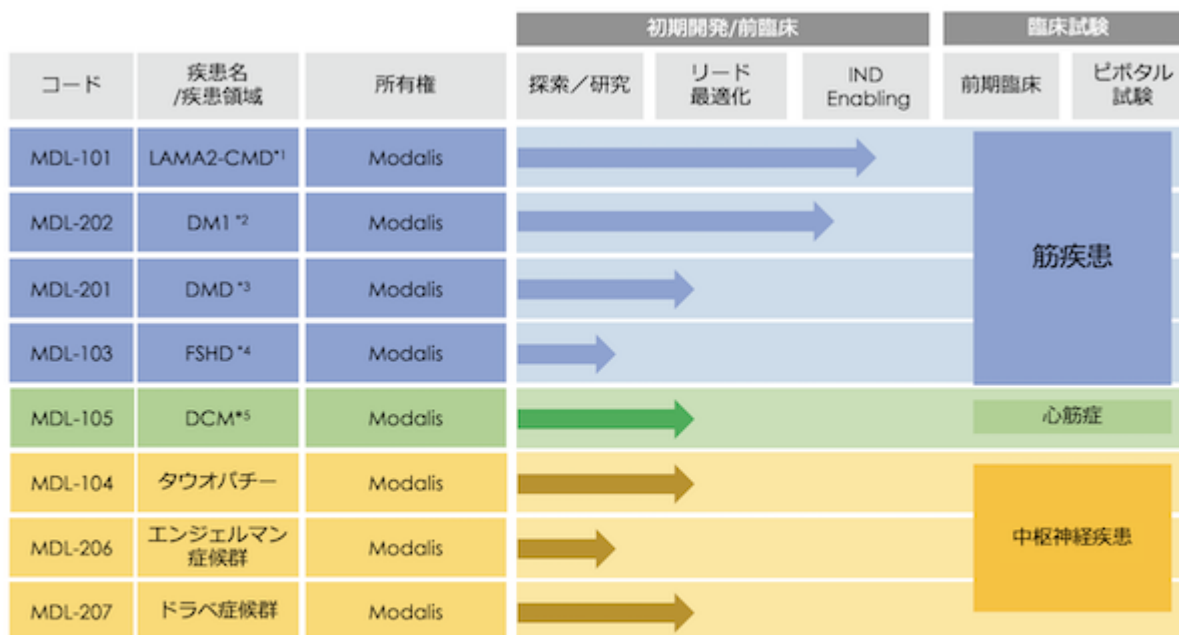 初期開発/前臨床
臨床試験
コード
疾患名
/疾患領域
所有権
探索／研究
リード
最適化
IND
Enabling
前期臨床
ピボタル
試験
MDL-101
LAMA2-CMD*1
Modalis
MDL-202
DM1 *2
Modalis
MDL-201
DMD *3
Modalis
MDL-103
FSHD *4
Modalis
筋疾患
MDL-105
DCM*5
Modalis
心筋症
MDL-104
タウオパチー
Modalis
MDL-206
エンジェルマン
症候群
Modalis
MDL-207
ドラベ症候群
Modalis
中枢神経疾患